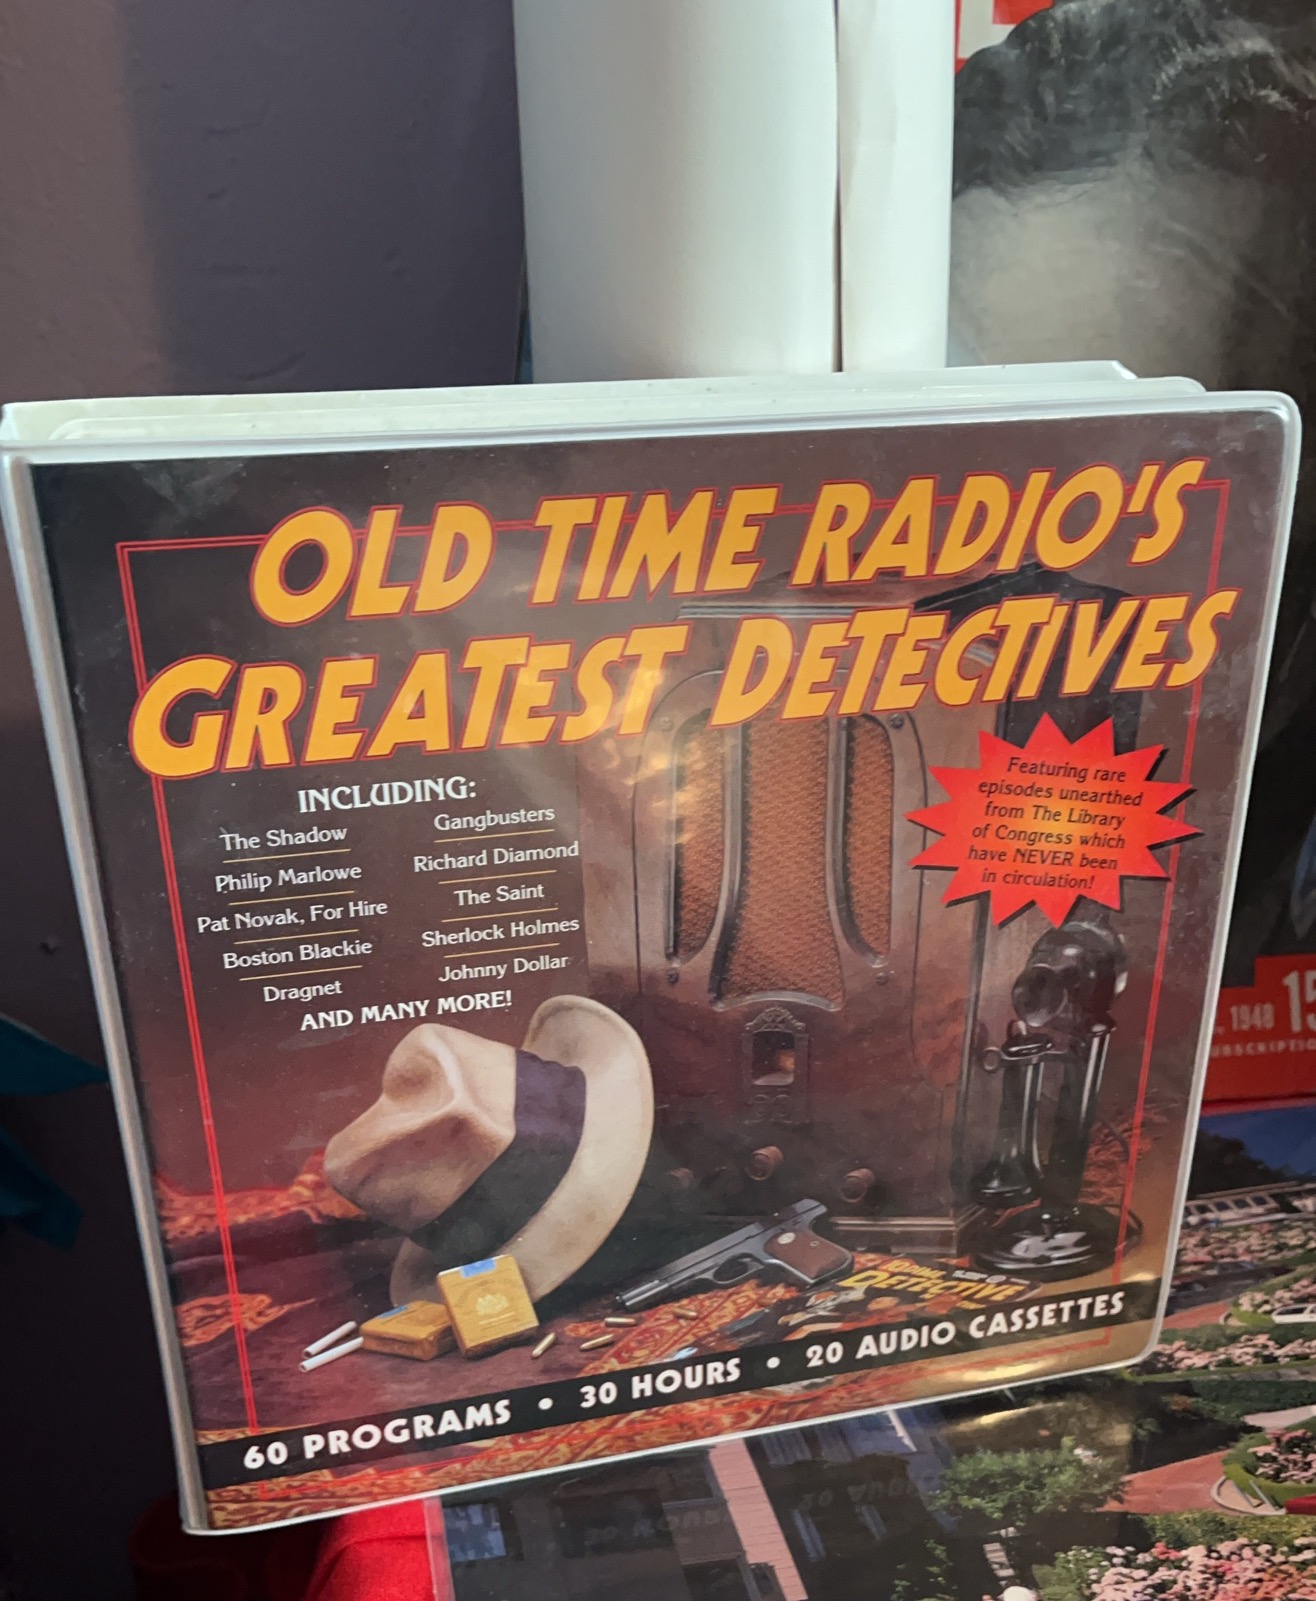 OLD TIME RADIO'S
GREATEST DETECTIVES
INCLUDING:
The Shadow
Philip Marlowe
Pat Novak, For Hire
Boston Blackie
Dragnet
Gangbusters
Richard Diamond
The Saint
Sherlock Holmes
Johnny Dollar
AND MANY MORE!
Featuring rare
episodes unearthed
from The Library
of Congress which
have NEVER been
in circulation!
DETECTIVE
60 PROGRAMS • 30 HOURS • 20 AUDIO CASSETTES
, 1948 15